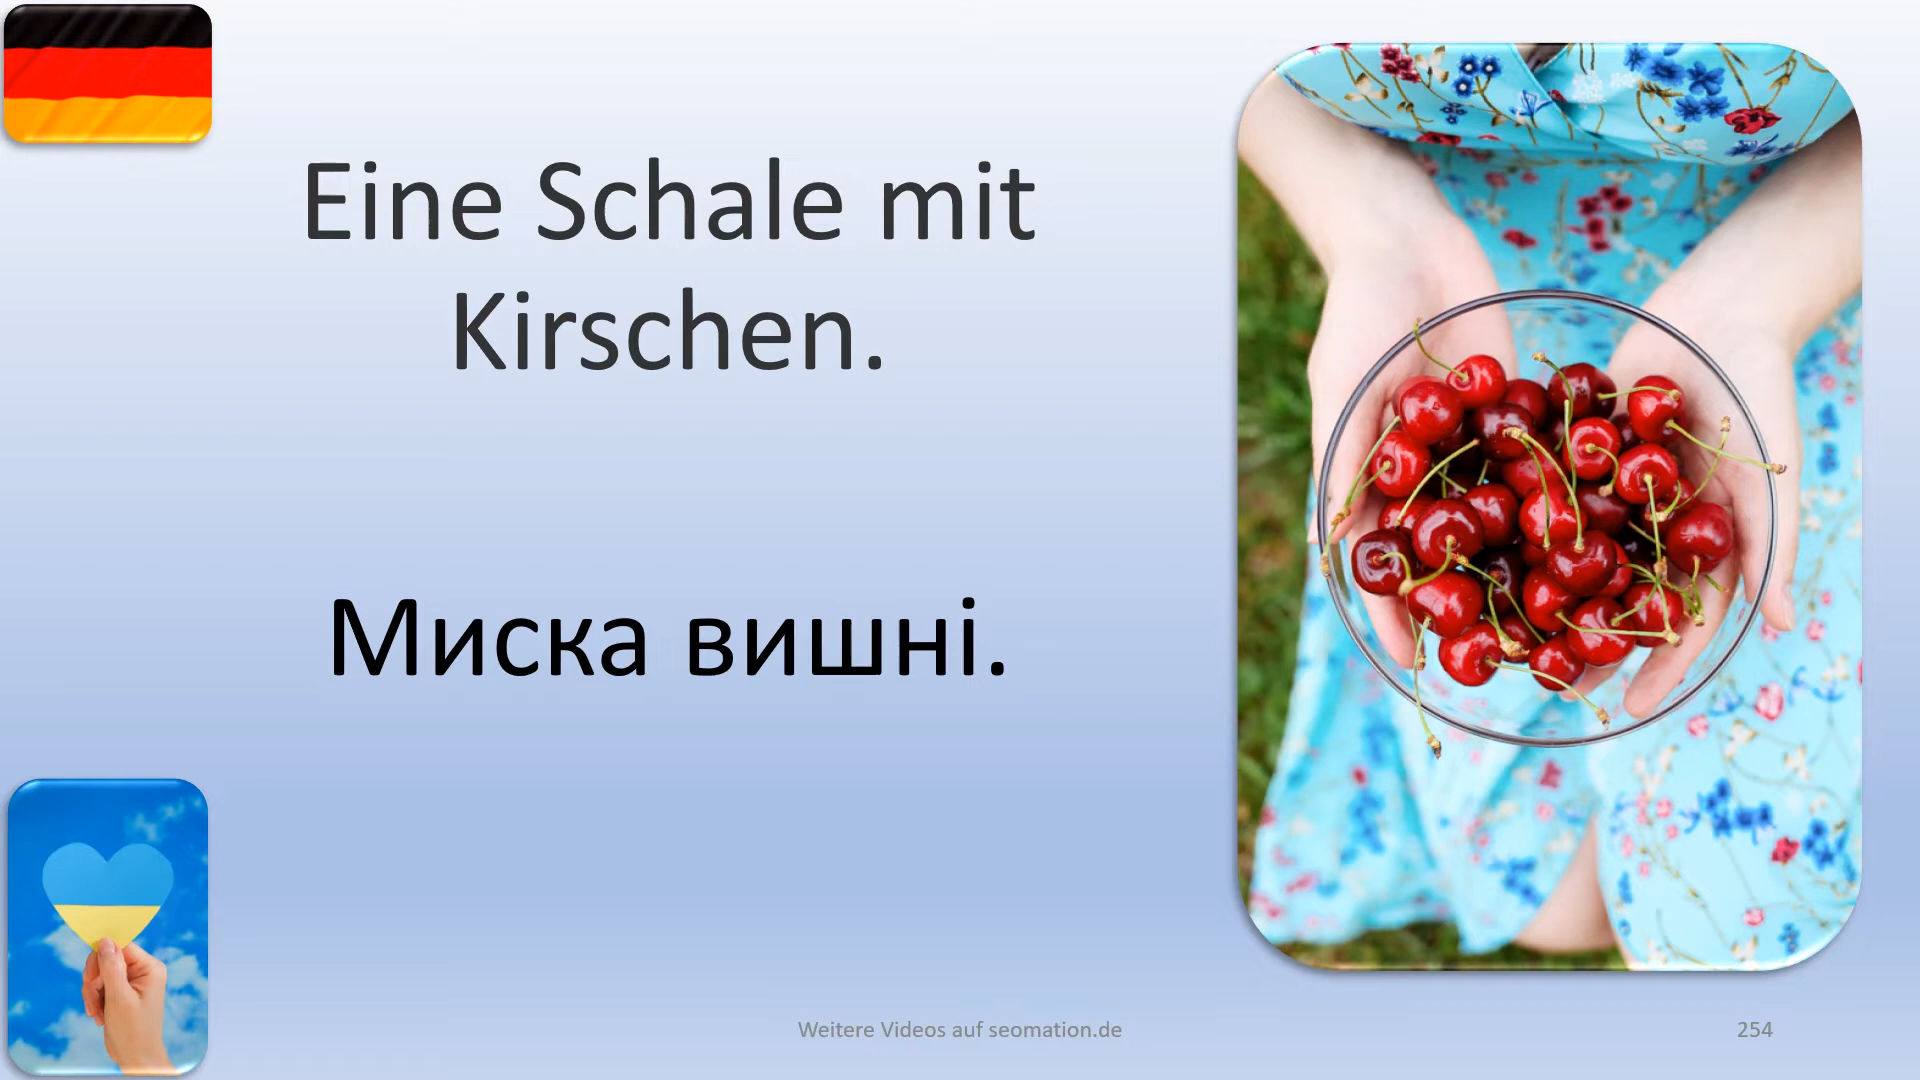 Eine Schale mit
Kirschen.
Миска вишні.
Weitere Videos auf seomation.de
254